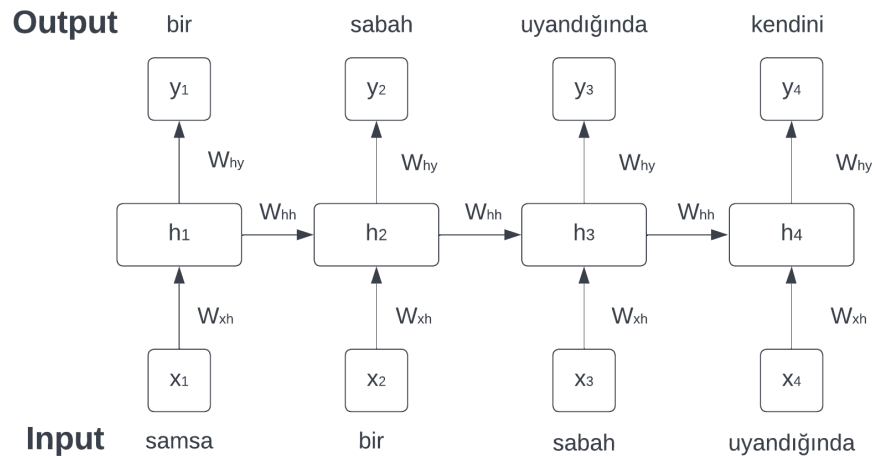 Output bir sabah uyandığında kendini
y1 y2 y3 y4
Why Why Why Why
Whh Whh Whh
h1 h2 h3 h4
Wxh Wxh Wxh Wxh
x1 x2 x3 x4
Input samsa bir sabah uyandığında